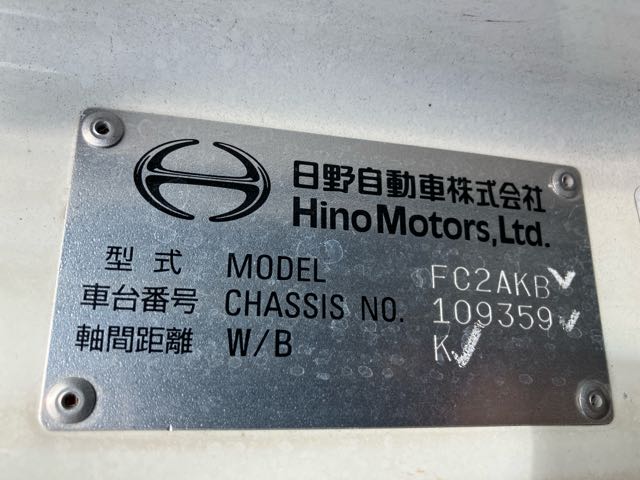 日野自動車株式会社
Hino Motors, Ltd.
型式 MODEL FC2AKB
車台番号 CHASSIS NO. 109359
軸間距離 W/B K